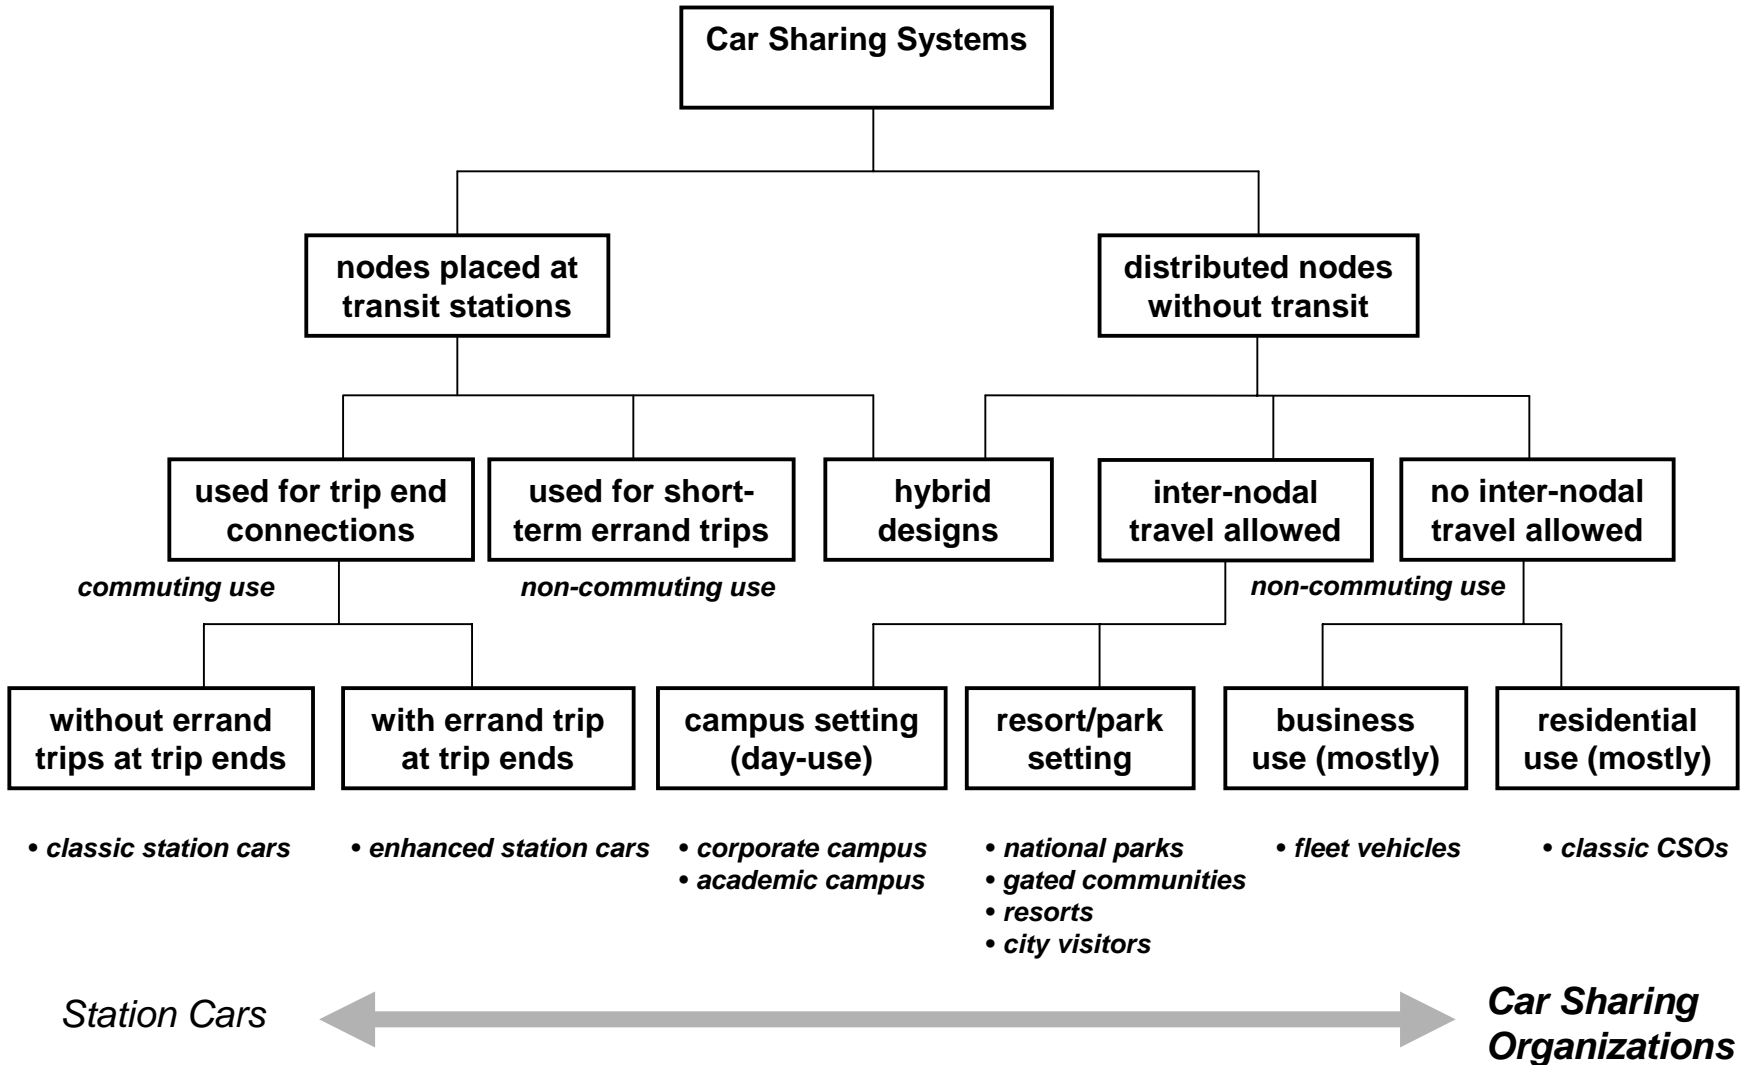 Car Sharing Systems
nodes placed at
transit stations
distributed nodes
without transit
used for trip end
connections
used for short-
term errand trips
hybrid
designs
inter-nodal
travel allowed
no inter-nodal
travel allowed
commuting use
non-commuting use
non-commuting use
without errand
trips at trip ends
with errand trip
at trip ends
campus setting
(day-use)
resort/park
setting
business
use (mostly)
residential
use (mostly)
• classic station cars
• enhanced station cars
• corporate campus
• academic campus
• national parks
• gated communities
• resorts
• city visitors
• fleet vehicles
• classic CSOs
Station Cars
Car Sharing
Organizations